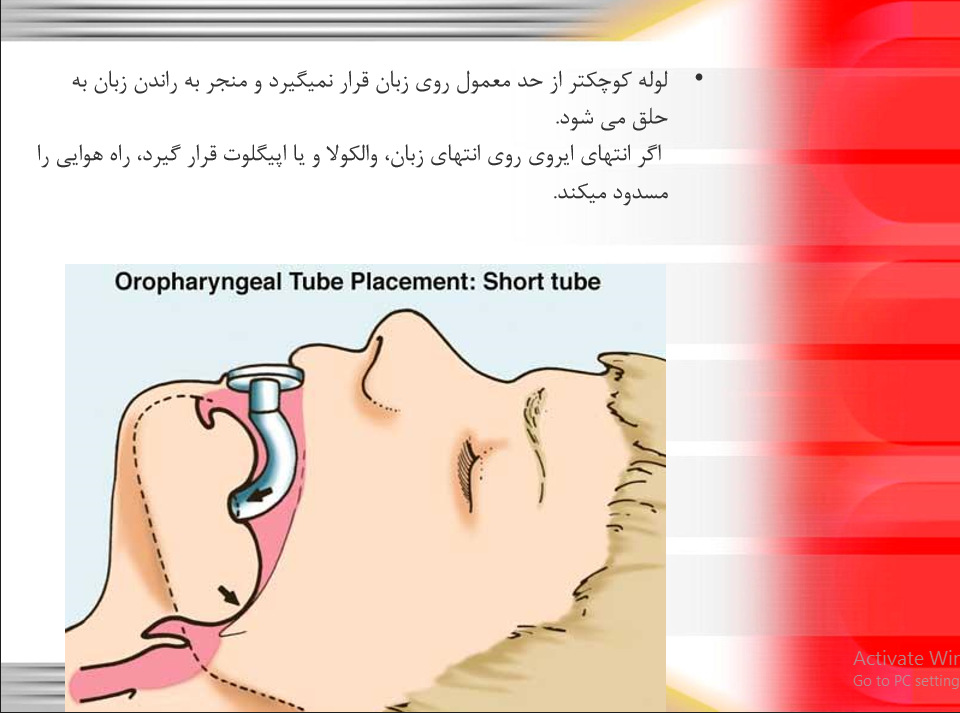 • لوله کوچکتر از حد معمول روی زبان قرار نمیگیرد و منجر به راندن زبان به
حلق می شود.
اگر انتهای ایروی روی انتهای زبان، والکولا و یا اپیگلوت قرار گیرد، راه هوایی را
مسدود میکند.
Oropharyngeal Tube Placement: Short tube
Activate Win
Go to PC setting